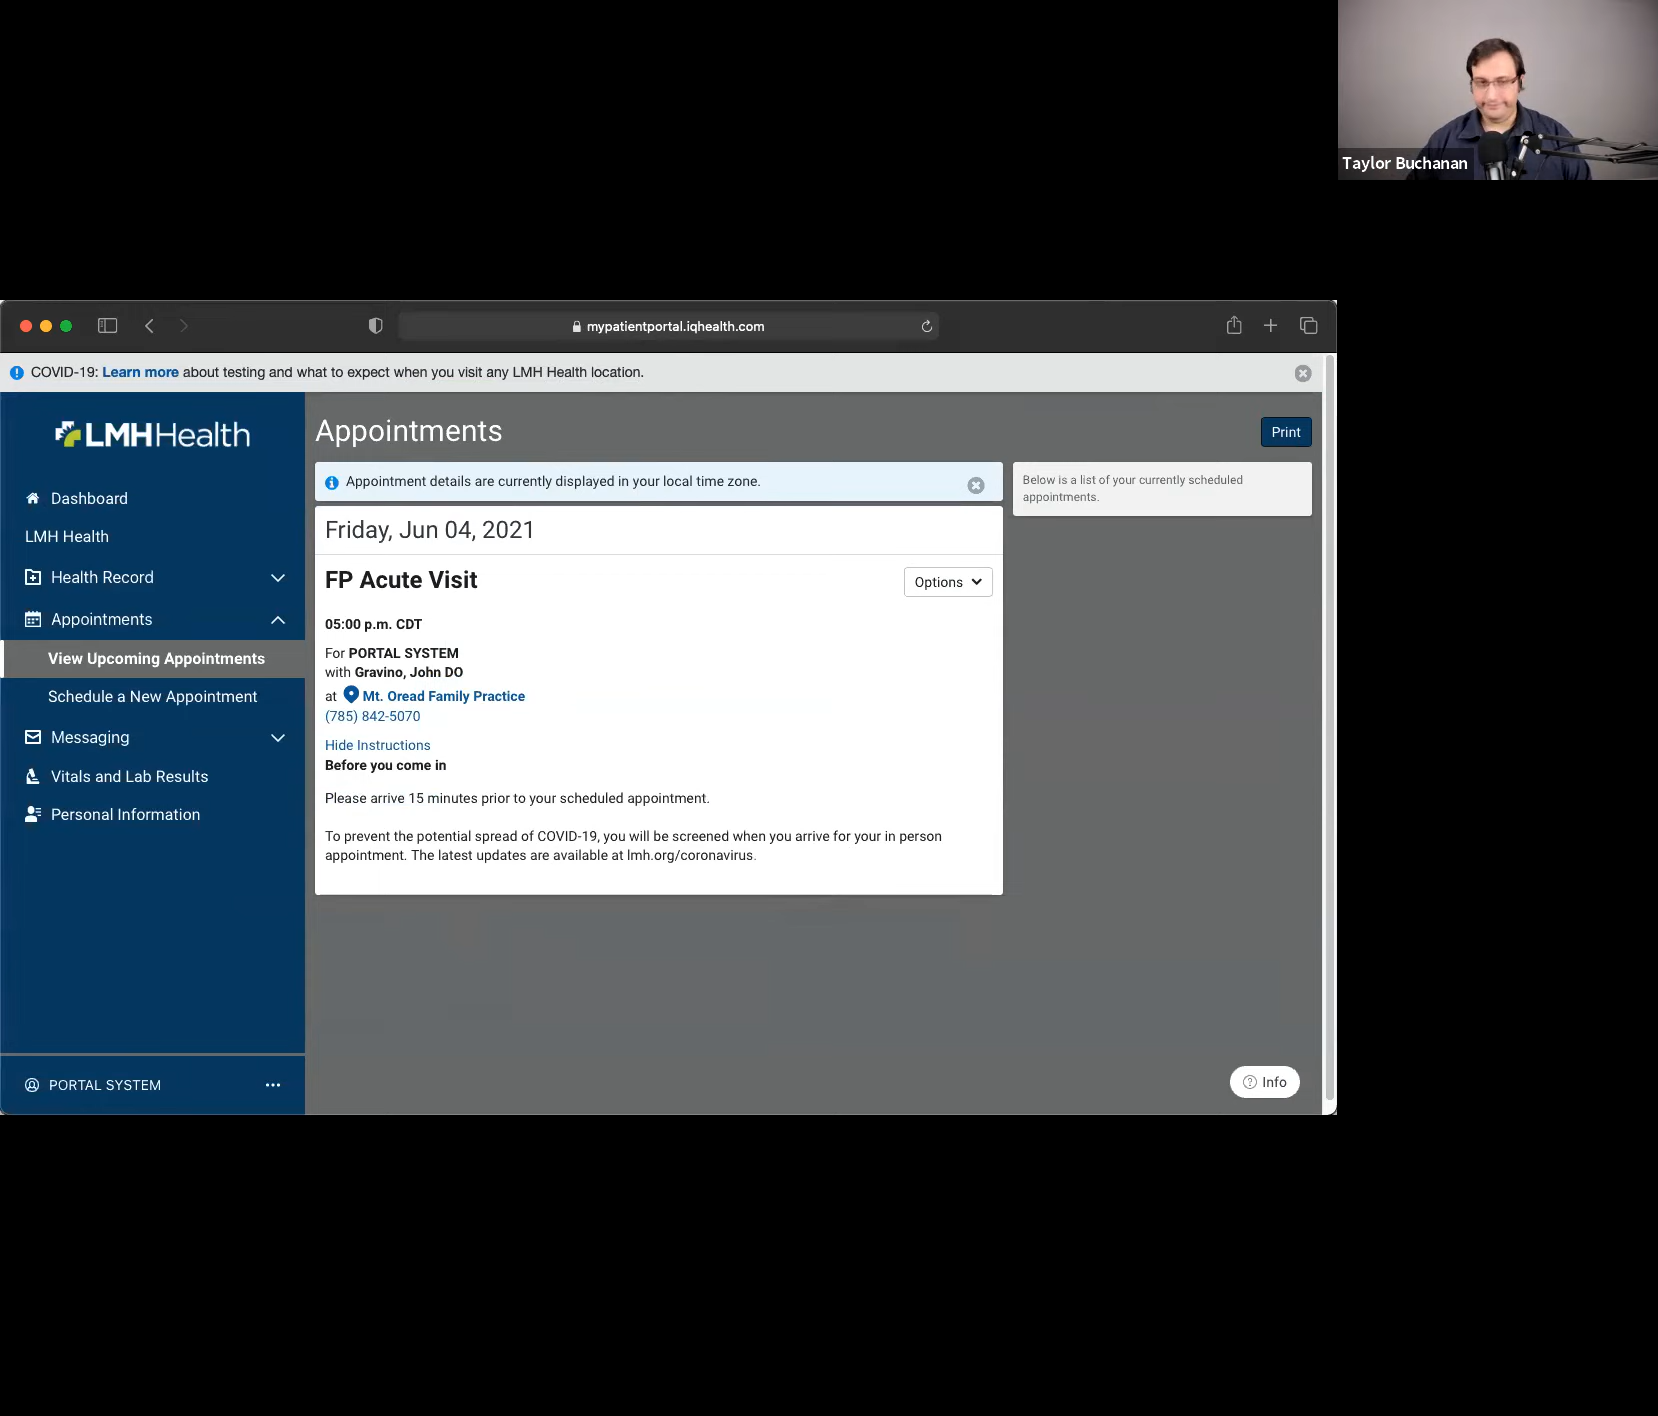 Taylor Buchanan
mypatientportal.iqhealth.com
COVID-19: Learn more about testing and what to expect when you visit any LMH Health location.
LMH Health
Dashboard
LMH Health
Health Record
Appointments
View Upcoming Appointments
Schedule a New Appointment
Messaging
Vitals and Lab Results
Personal Information
PORTAL SYSTEM
Appointments
Print
Appointment details are currently displayed in your local time zone.
Below is a list of your currently scheduled
appointments.
Friday, Jun 04, 2021
FP Acute Visit
Options
05:00 p.m. CDT
For PORTAL SYSTEM
with Gravino, John DO
at Mt. Oread Family Practice
(785) 842-5070
Hide Instructions
Before you come in
Please arrive 15 minutes prior to your scheduled appointment.
To prevent the potential spread of COVID-19, you will be screened when you arrive for your in person
appointment. The latest updates are available at lmh.org/coronavirus.
Info